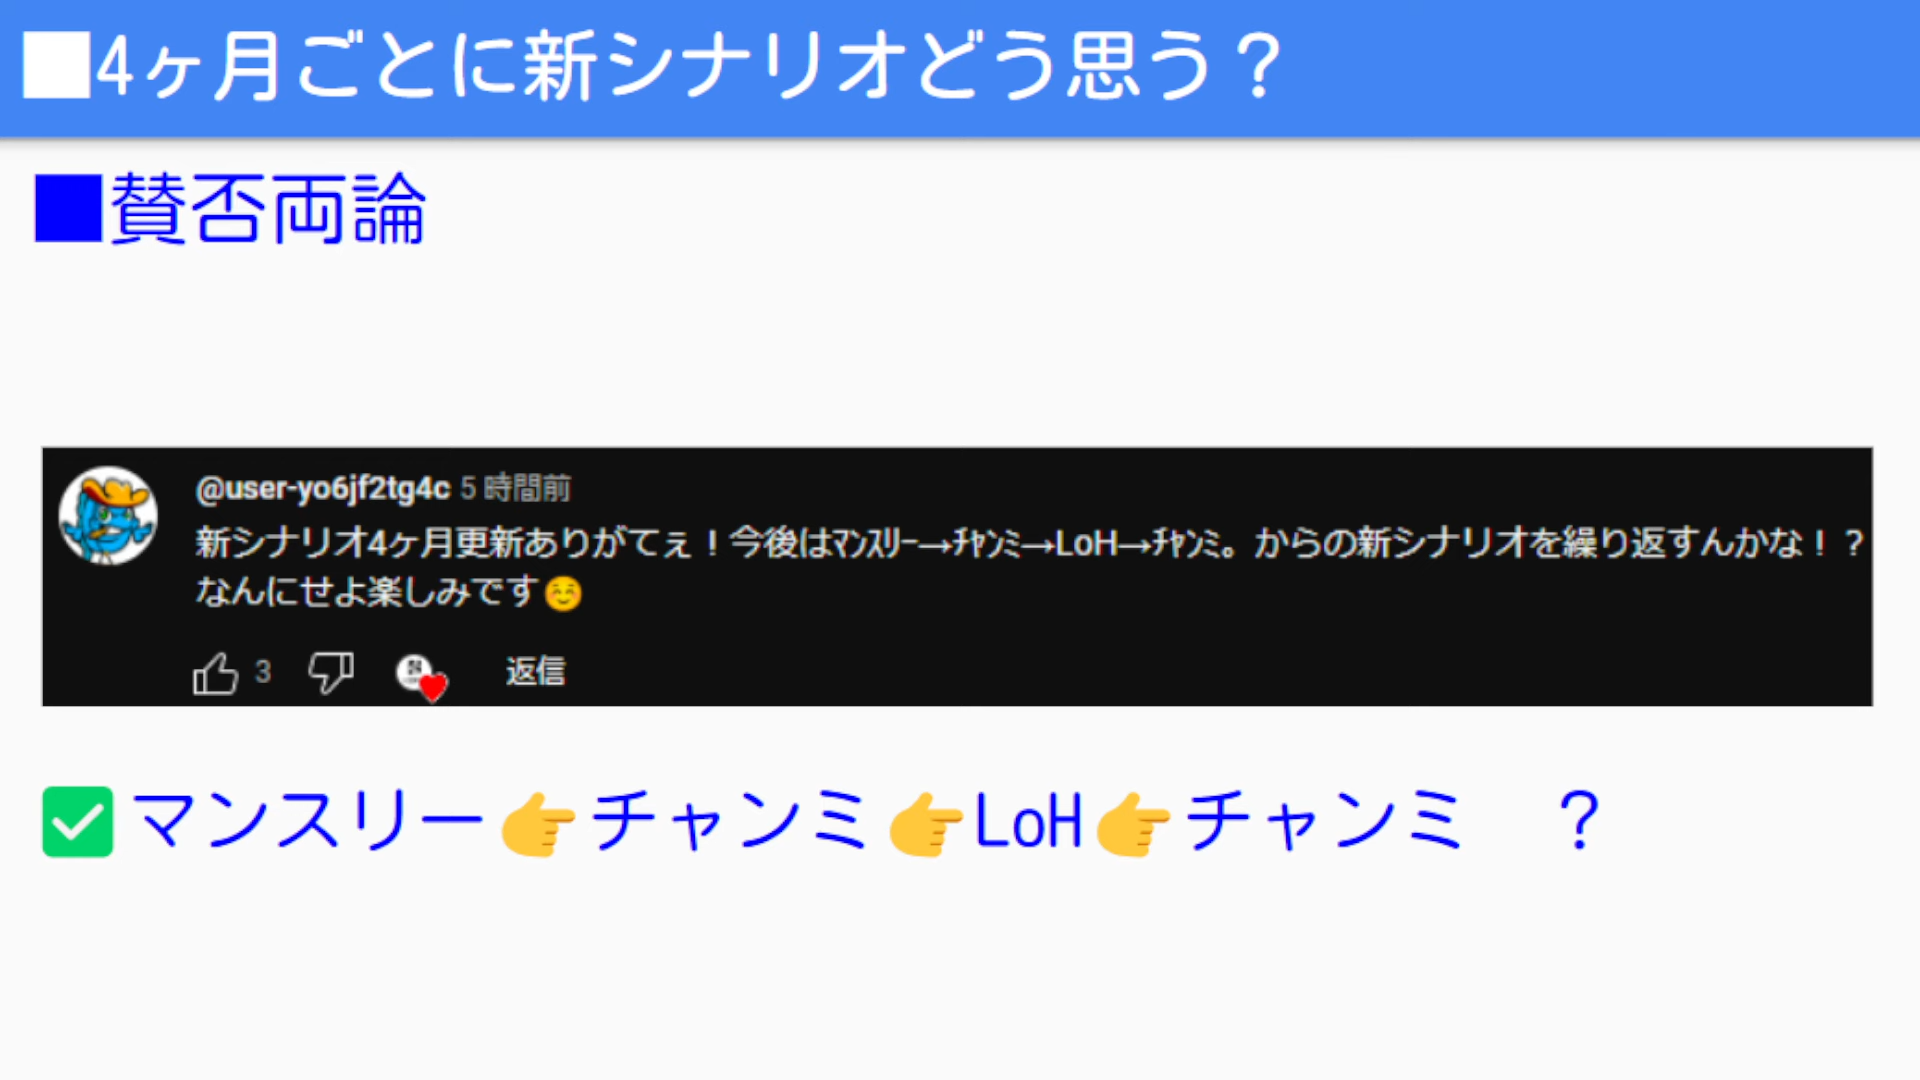 ■4ヶ月ごとに新シナリオどう思う？
■賛否両論
@user-yo6jf2tg4c 5 時間前
新シナリオ4ヶ月更新ありがてぇ！今後はﾏﾝｽﾘｰ→ﾁｬﾝﾐ→LoH→ﾁｬﾝﾐ。からの新シナリオを繰り返すんかな！？
なんにせよ楽しみです☺️
3 返信
✅マンスリー👉チャンミ👉LoH👉チャンミ　？